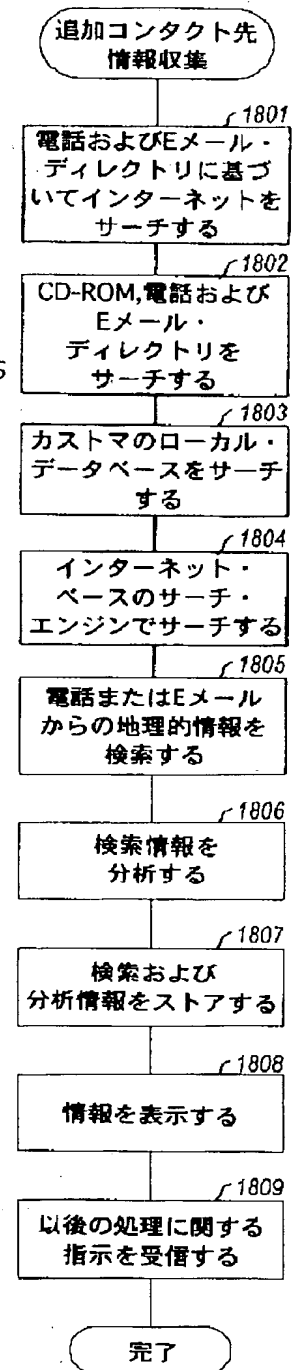 追加コンタクト先
情報収集
1801
電話およびEメール・
ディレクトリに基づ
いてインターネットを
サーチする
1802
CD-ROM,電話および
Eメール・
ディレクトリを
サーチする
1803
カストマのローカル・
データベースをサーチ
する
1804
インターネット・
ベースのサーチ・
エンジンでサーチする
1805
電話またはEメール
からの地理的情報を
検索する
1806
検索情報を
分析する
1807
検索および
分析情報をストアする
1808
情報を表示する
1809
以後の処理に関する
指示を受信する
完了